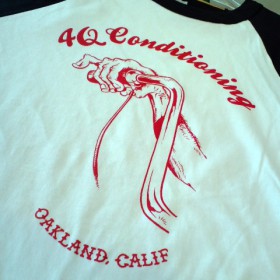 4Q Conditioning
OAKLAND, CALIF